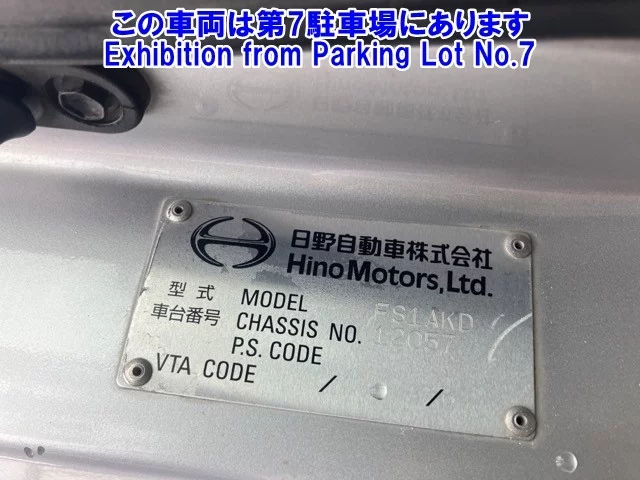 この車両は第7駐車場にあります
Exhibition from Parking Lot No.7
日野自動車株式会社
Hino Motors, Ltd.
型式 MODEL FS1AKD
車台番号 CHASSIS NO. 12057
P.S. CODE
VTA CODE / /